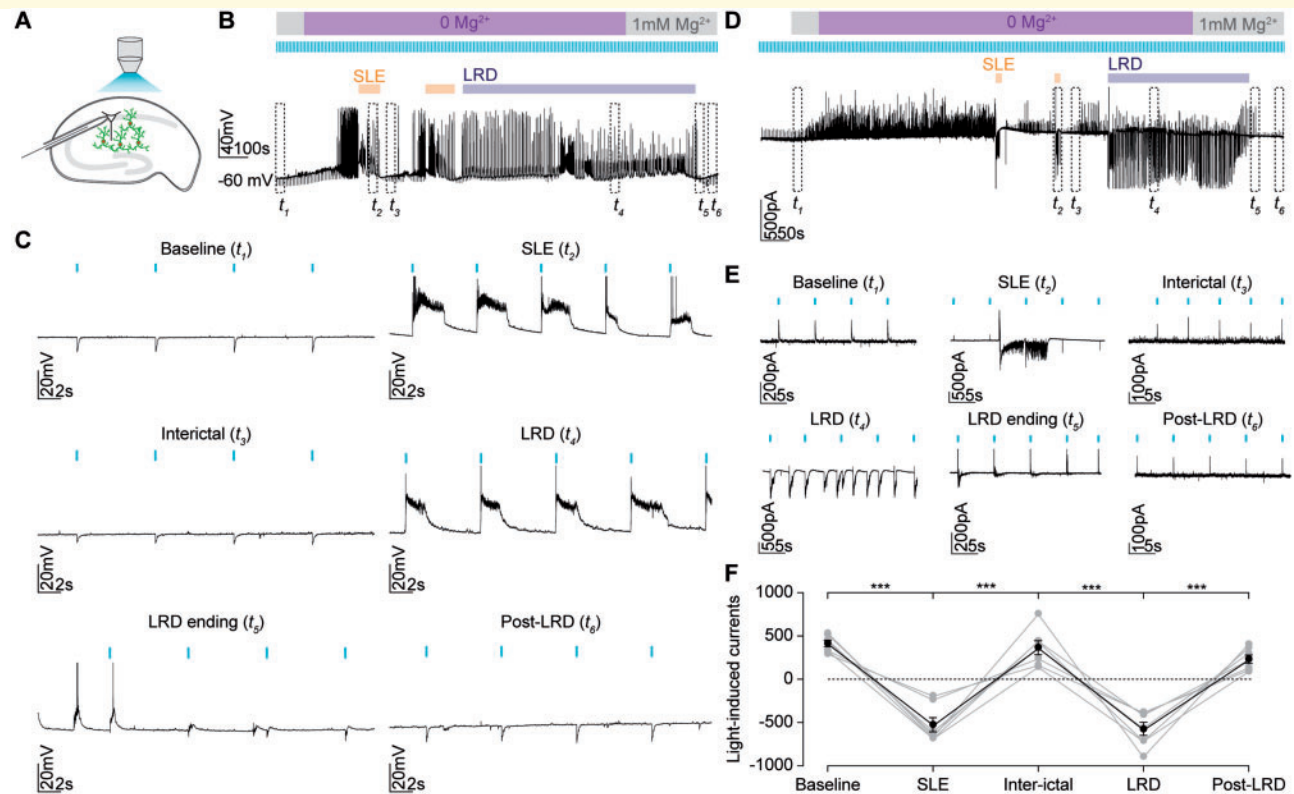 A
B
0 Mg²⁺
1mM Mg²⁺
SLE
LRD
40mV
100s
-60 mV
t₁
t₂
t₃
t₄
t₅
t₆
C
Baseline (t₁)
20mV
2s
SLE (t₂)
20mV
2s
Interictal (t₃)
20mV
2s
LRD (t₄)
20mV
2s
LRD ending (t₅)
20mV
2s
Post-LRD (t₆)
20mV
2s
D
0 Mg²⁺
1mM Mg²⁺
SLE
LRD
500pA
50s
t₁
t₂
t₃
t₄
t₅
t₆
E
Baseline (t₁)
200pA
5s
SLE (t₂)
500pA
5s
Interictal (t₃)
100pA
5s
LRD (t₄)
500pA
5s
LRD ending (t₅)
200pA
5s
Post-LRD (t₆)
100pA
5s
F
Light-induced currents
1000
500
0
-500
-1000
*** *** *** ***
Baseline SLE Inter-ictal LRD Post-LRD